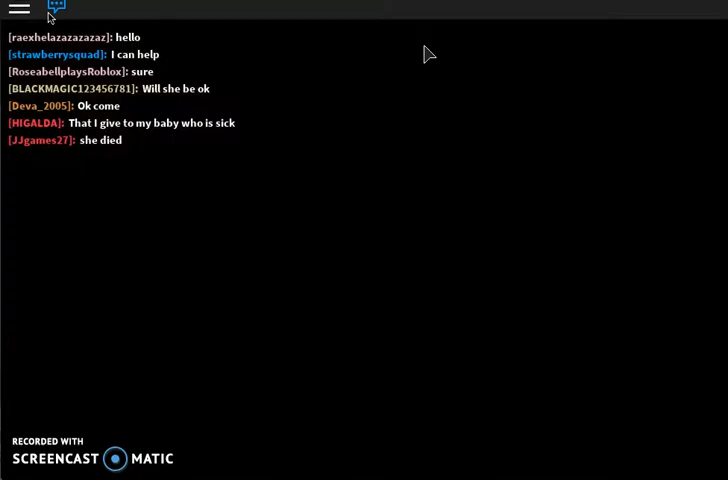 [raexhelazazazazaz]: hello
[strawberrysquad]: I can help
[RoseabellplaysRoblox]: sure
[BLACKMAGIC123456781]: Will she be ok
[Deva_2005]: Ok come
[HIGALDA]: That I give to my baby who is sick
[JJgames27]: she died
RECORDED WITH
SCREENCAST MATIC